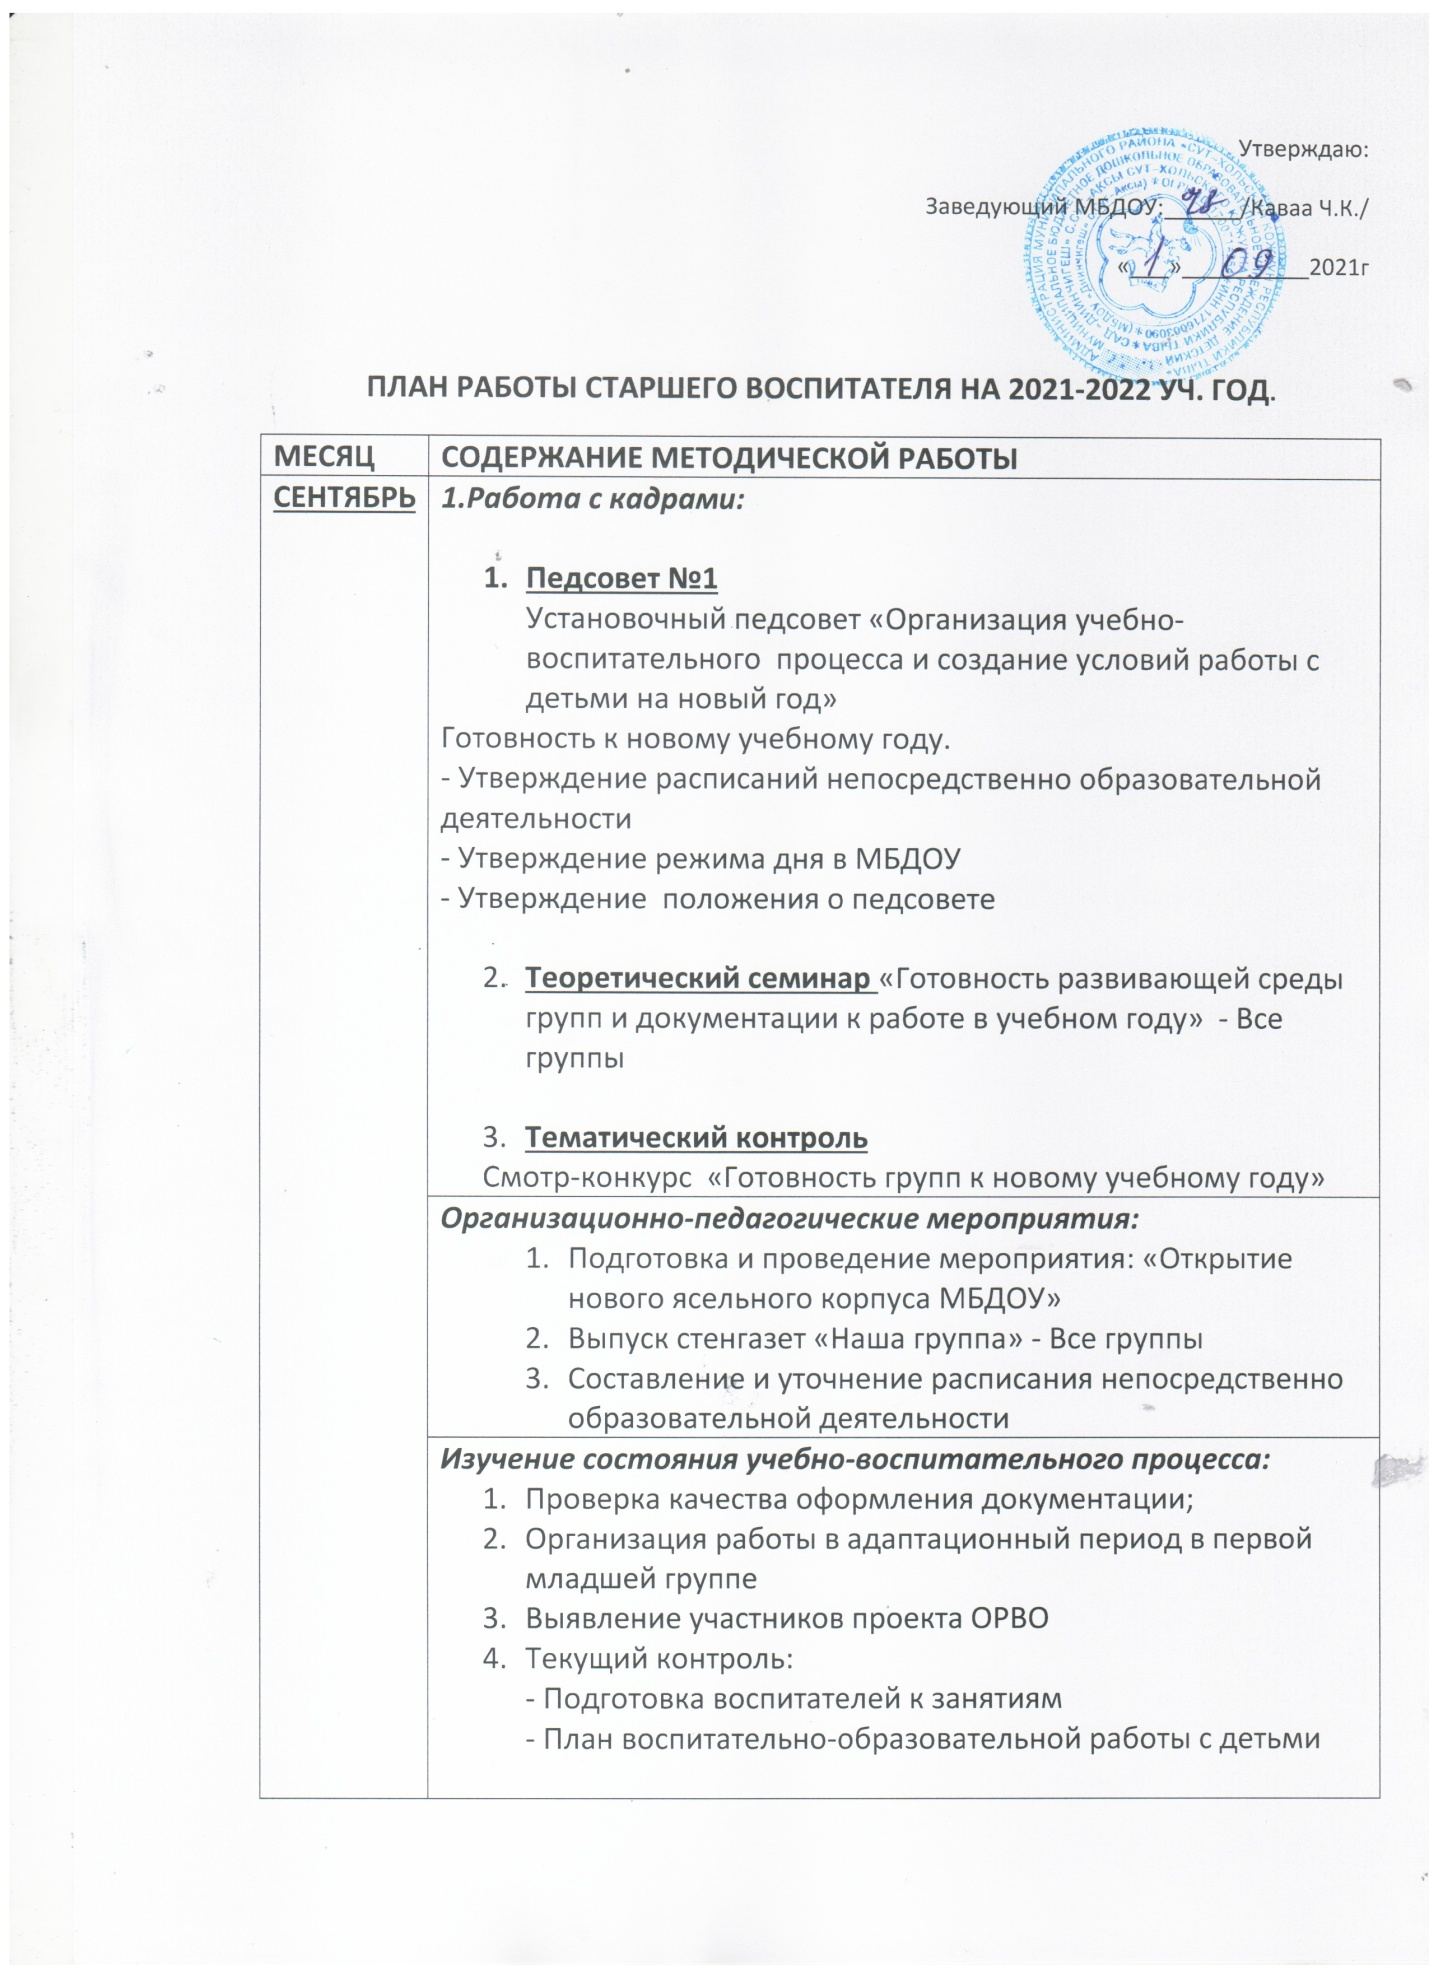 Утверждаю:
Заведующий МБДОУ:______/Каваа Ч.К./
«_1_»___09___2021г
ПЛАН РАБОТЫ СТАРШЕГО ВОСПИТАТЕЛЯ НА 2021-2022 УЧ. ГОД.
МЕСЯЦ СОДЕРЖАНИЕ МЕТОДИЧЕСКОЙ РАБОТЫ
СЕНТЯБРЬ 1.Работа с кадрами:
1. Педсовет №1
Установочный педсовет «Организация учебно-
воспитательного процесса и создание условий работы с
детьми на новый год»
Готовность к новому учебному году.
- Утверждение расписаний непосредственно образовательной
деятельности
- Утверждение режима дня в МБДОУ
- Утверждение положения о педсовете
2. Теоретический семинар «Готовность развивающей среды
групп и документации к работе в учебном году» - Все
группы
3. Тематический контроль
Смотр-конкурс «Готовность групп к новому учебному году»
Организационно-педагогические мероприятия:
1. Подготовка и проведение мероприятия: «Открытие
нового ясельного корпуса МБДОУ»
2. Выпуск стенгазет «Наша группа» - Все группы
3. Составление и уточнение расписания непосредственно
образовательной деятельности
Изучение состояния учебно-воспитательного процесса:
1. Проверка качества оформления документации;
2. Организация работы в адаптационный период в первой
младшей группе
3. Выявление участников проекта ОРВО
4. Текущий контроль:
- Подготовка воспитателей к занятиям
- План воспитательно-образовательной работы с детьми